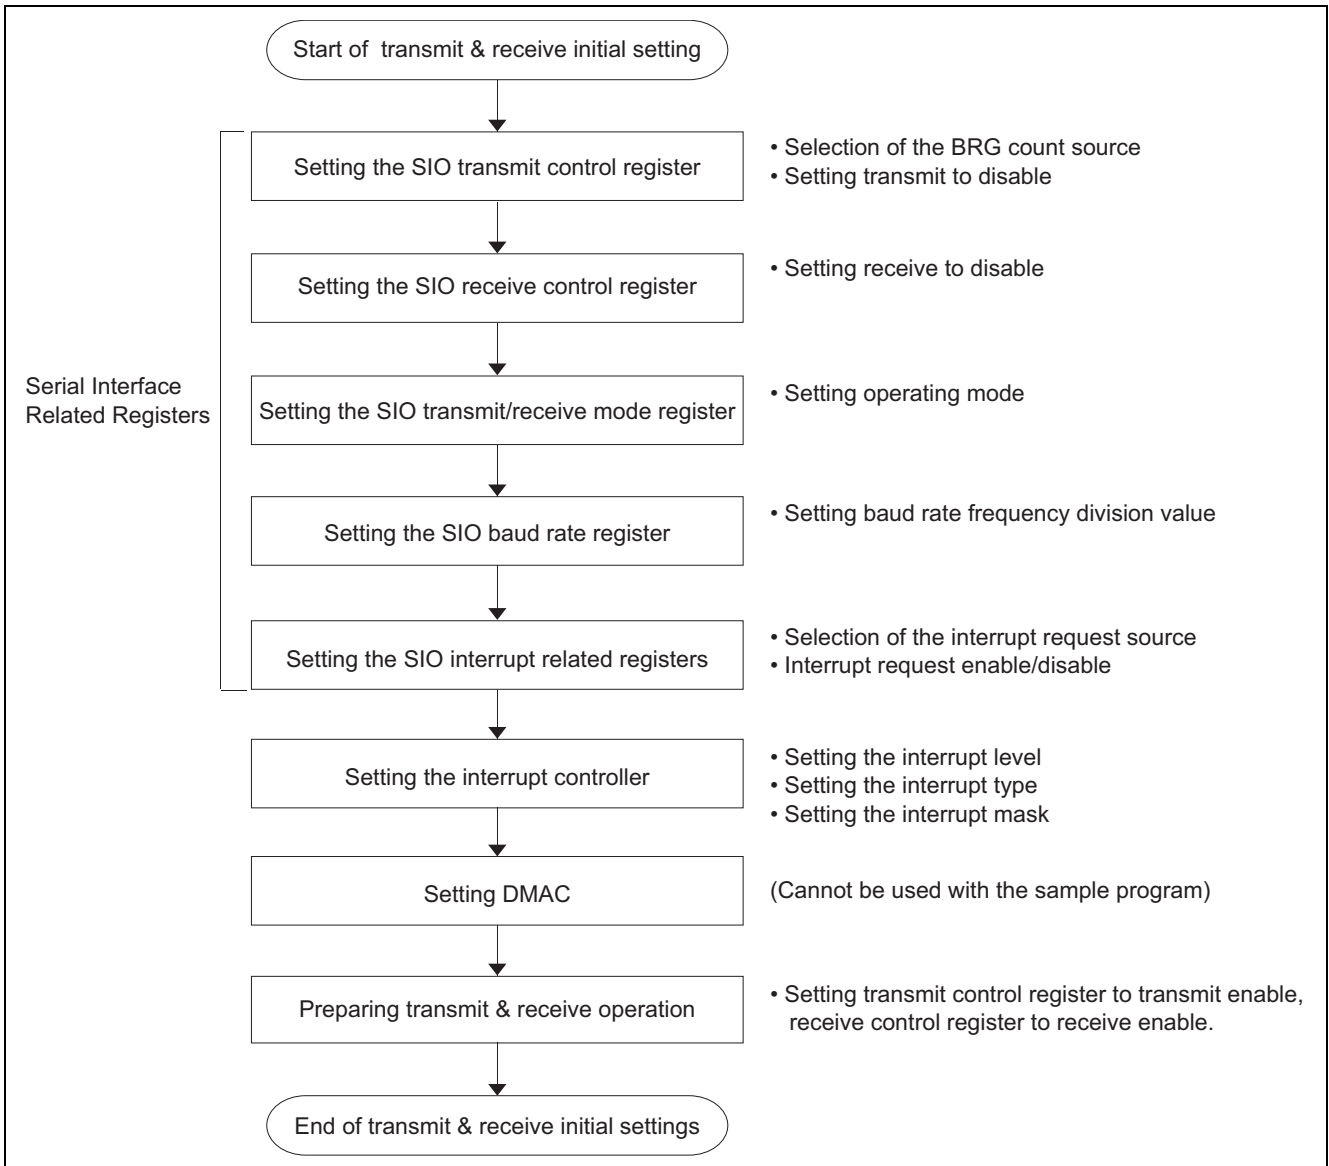 Start of transmit & receive initial setting
Setting the SIO transmit control register
• Selection of the BRG count source
• Setting transmit to disable
Setting the SIO receive control register
• Setting receive to disable
Serial Interface
Related Registers
Setting the SIO transmit/receive mode register
• Setting operating mode
Setting the SIO baud rate register
• Setting baud rate frequency division value
Setting the SIO interrupt related registers
• Selection of the interrupt request source
• Interrupt request enable/disable
Setting the interrupt controller
• Setting the interrupt level
• Setting the interrupt type
• Setting the interrupt mask
Setting DMAC
(Cannot be used with the sample program)
Preparing transmit & receive operation
• Setting transmit control register to transmit enable,
receive control register to receive enable.
End of transmit & receive initial settings